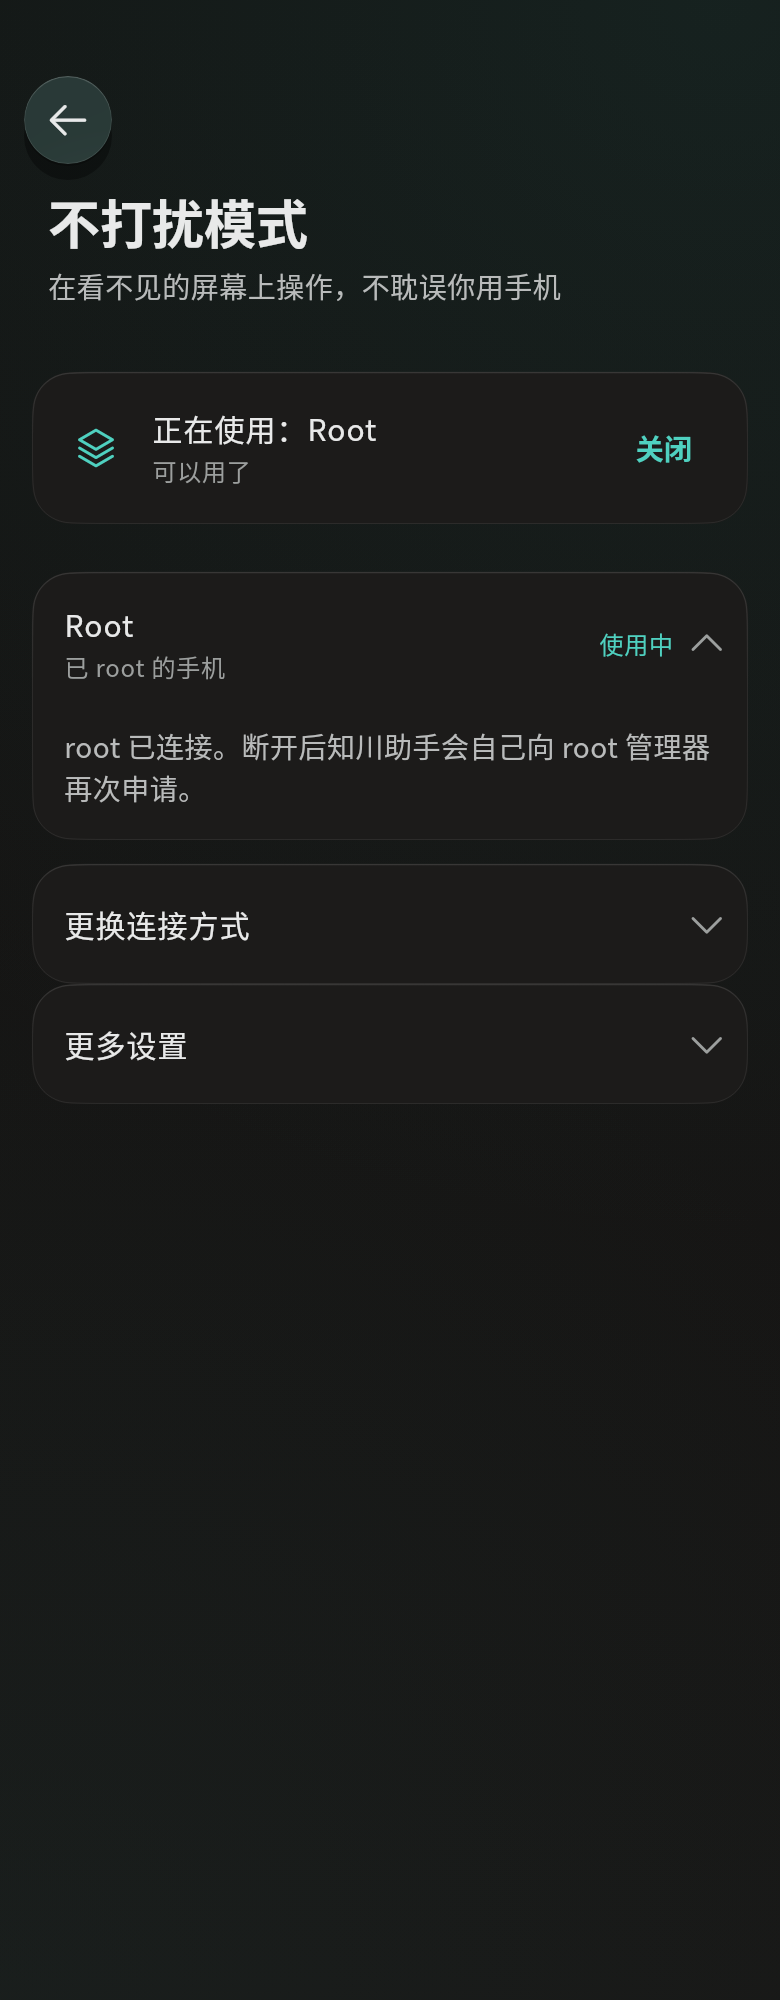 不打扰模式
在看不见的屏幕上操作，不耽误你用手机
正在使用：Root
可以用了
关闭
Root
已 root 的手机
使用中
root 已连接。断开后知川助手会自己向 root 管理器
再次申请。
更换连接方式
更多设置